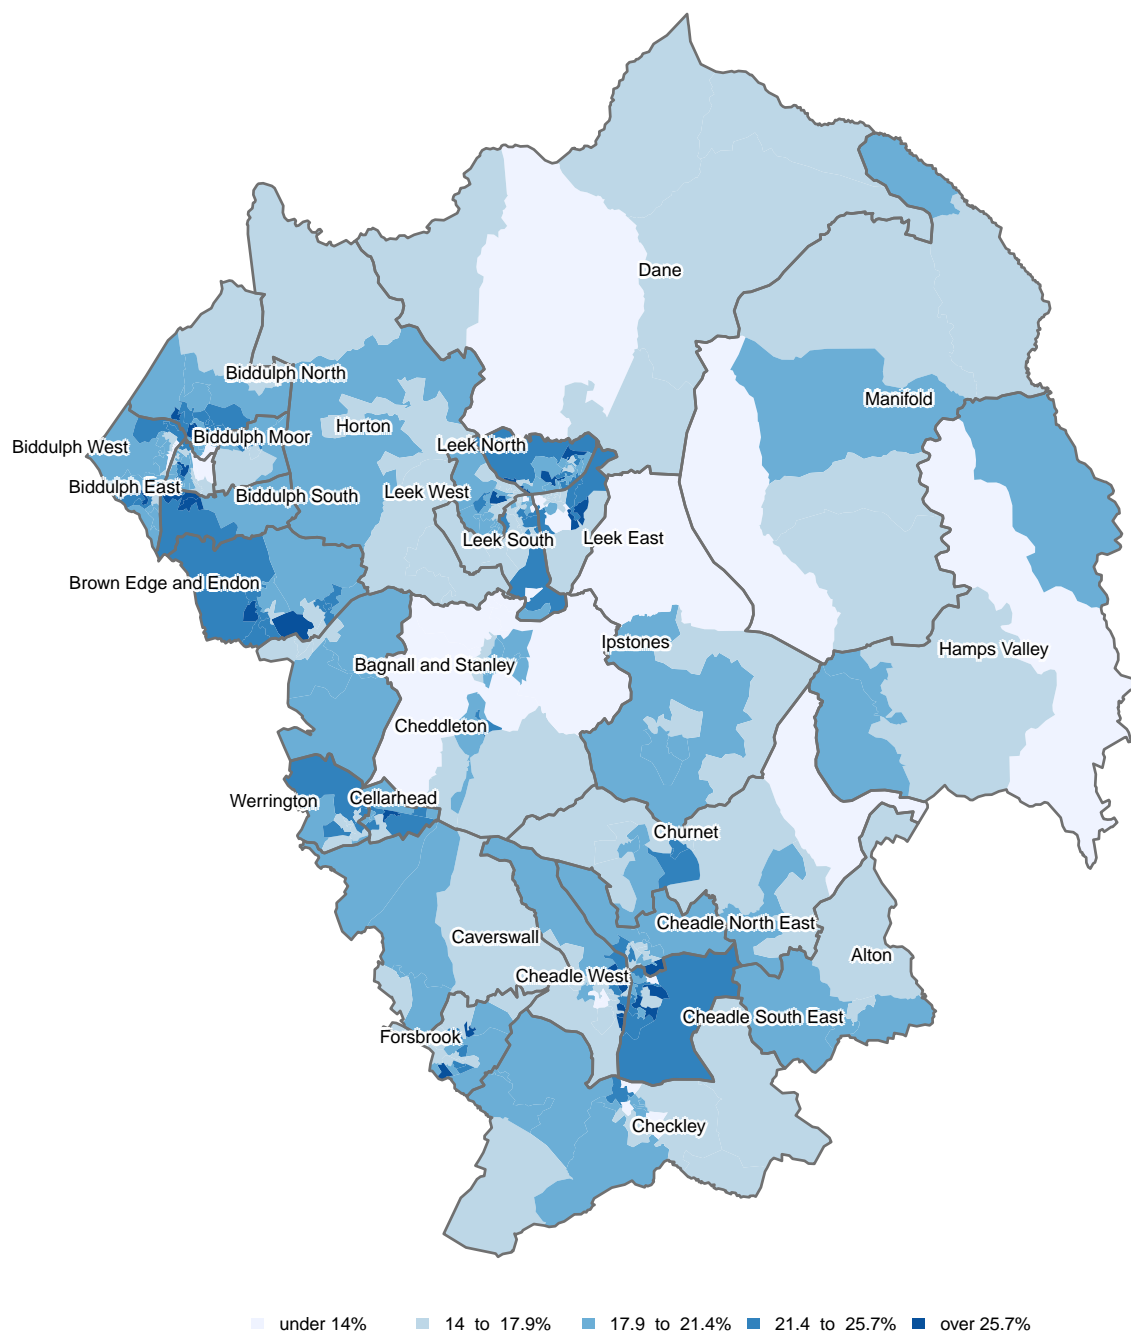 Dane
Biddulph North
Manifold
Biddulph Moor
Horton
Biddulph West
Leek North
Biddulph East
Biddulph South
Leek West
Leek South
Leek East
Brown Edge and Endon
Ipstones
Hamps Valley
Bagnall and Stanley
Cheddleton
Werrington
Cellarhead
Churnet
Cheadle North East
Caverswall
Alton
Cheadle West
Cheadle South East
Forsbrook
Checkley
under 14% 14 to 17.9% 17.9 to 21.4% 21.4 to 25.7% over 25.7%